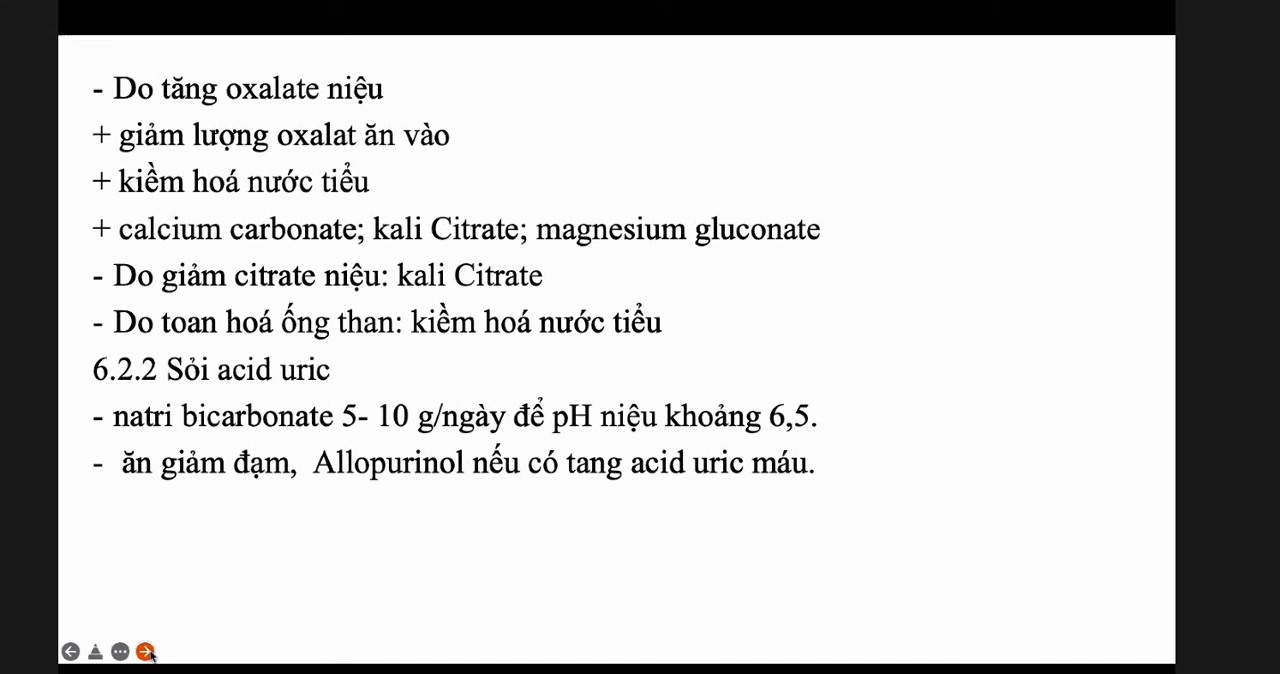 - Do tăng oxalate niệu
+ giảm lượng oxalat ăn vào
+ kiềm hoá nước tiểu
+ calcium carbonate; kali Citrate; magnesium gluconate
- Do giảm citrate niệu: kali Citrate
- Do toan hoá ống than: kiềm hoá nước tiểu
6.2.2 Sỏi acid uric
- natri bicarbonate 5- 10 g/ngày để pH niệu khoảng 6,5.
-  ăn giảm đạm,  Allopurinol nếu có tang acid uric máu.